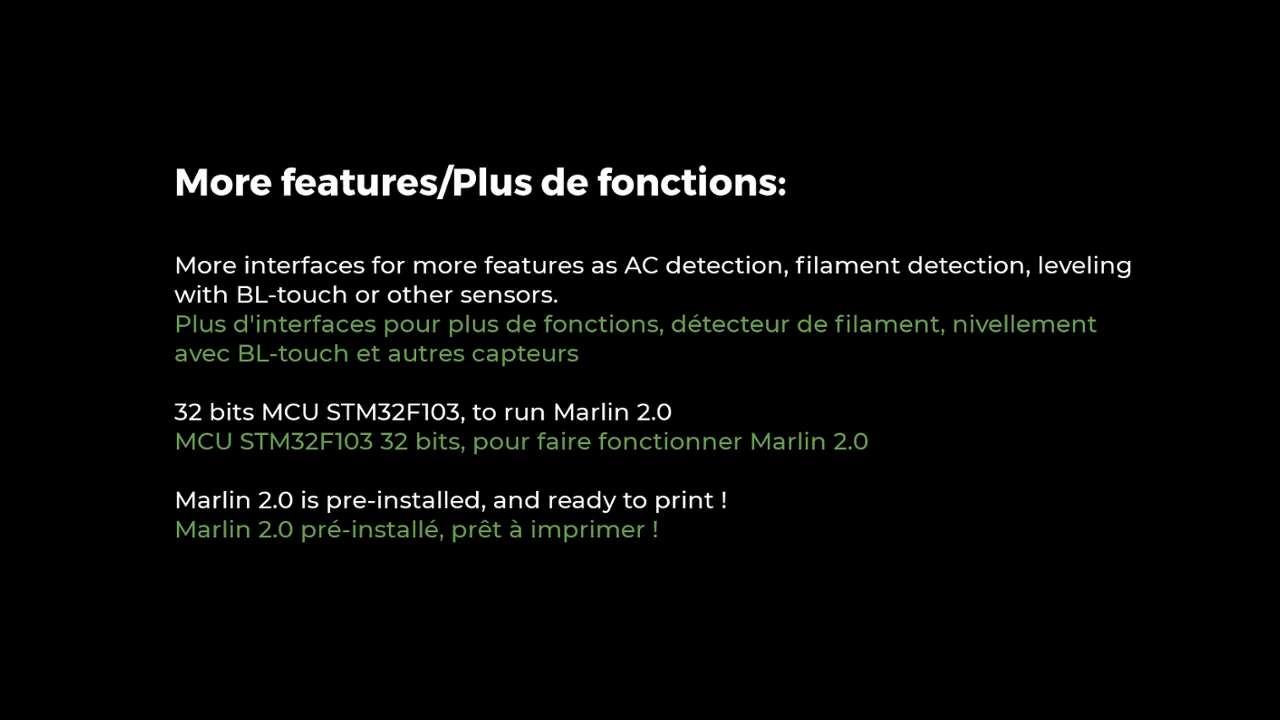 More features/Plus de fonctions:
More interfaces for more features as AC detection, filament detection, leveling
with BL-touch or other sensors.
Plus d'interfaces pour plus de fonctions, détecteur de filament, nivellement
avec BL-touch et autres capteurs
32 bits MCU STM32F103, to run Marlin 2.0
MCU STM32F103 32 bits, pour faire fonctionner Marlin 2.0
Marlin 2.0 is pre-installed, and ready to print !
Marlin 2.0 pré-installé, prêt à imprimer !